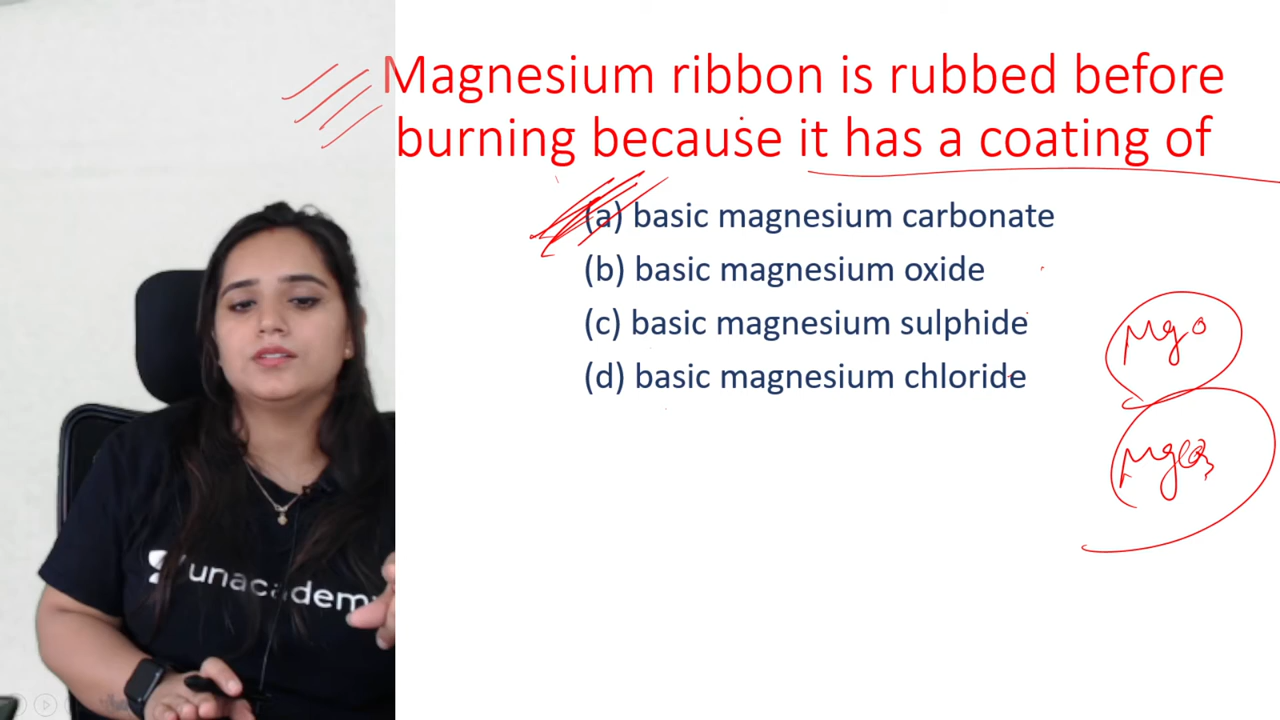 Magnesium ribbon is rubbed before
burning because it has a coating of
(a) basic magnesium carbonate
(b) basic magnesium oxide
(c) basic magnesium sulphide
(d) basic magnesium chloride
MgO
MgCO3
unacademy